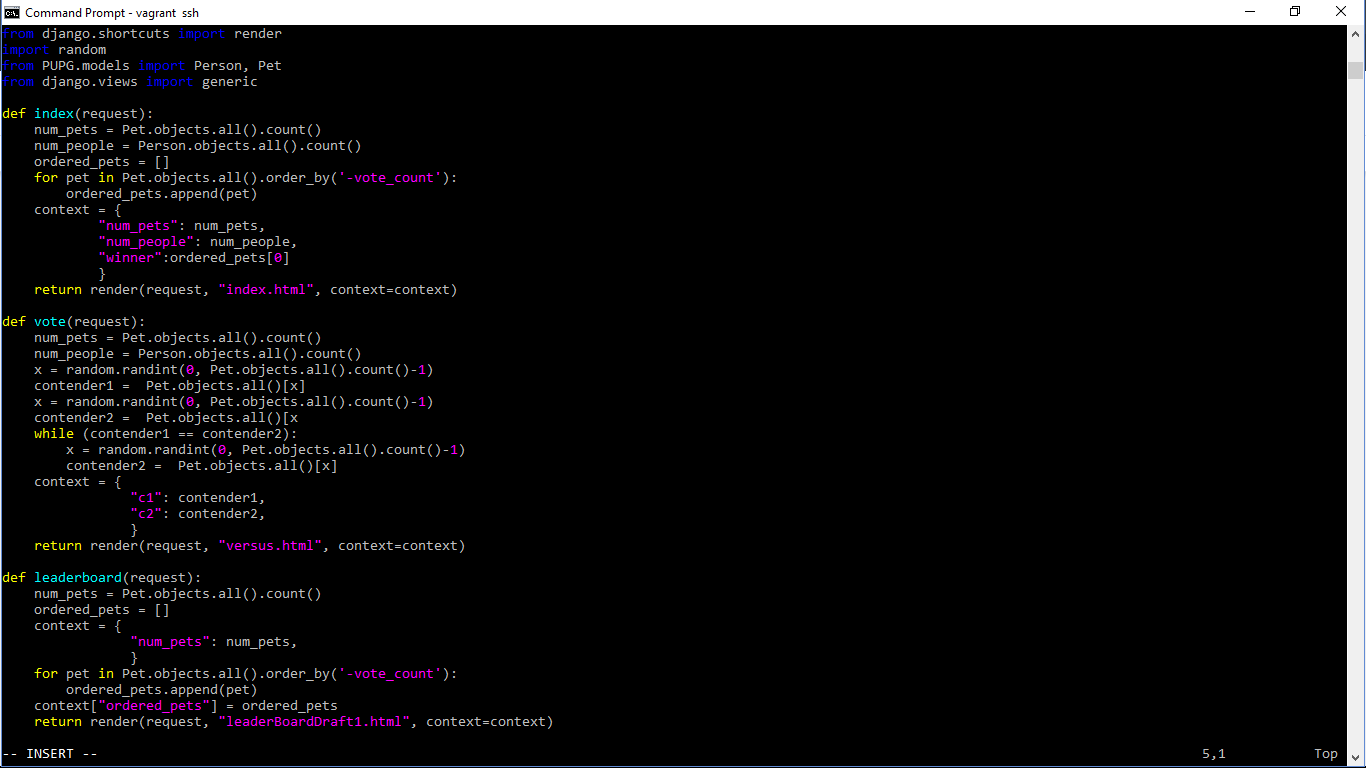 Command Prompt - vagrant ssh
from django.shortcuts import render
import random
from PUPG.models import Person, Pet
from django.views import generic

def index(request):
    num_pets = Pet.objects.all().count()
    num_people = Person.objects.all().count()
    ordered_pets = []
    for pet in Pet.objects.all().order_by('-vote_count'):
        ordered_pets.append(pet)
    context = {
            "num_pets": num_pets,
            "num_people": num_people,
            "winner":ordered_pets[0]
            }
    return render(request, "index.html", context=context)

def vote(request):
    num_pets = Pet.objects.all().count()
    num_people = Person.objects.all().count()
    x = random.randint(0, Pet.objects.all().count()-1)
    contender1 =  Pet.objects.all()[x]
    x = random.randint(0, Pet.objects.all().count()-1)
    contender2 =  Pet.objects.all()[x
    while (contender1 == contender2):
        x = random.randint(0, Pet.objects.all().count()-1)
        contender2 =  Pet.objects.all()[x]
    context = {
                "c1": contender1,
                "c2": contender2,
                }
    return render(request, "versus.html", context=context)

def leaderboard(request):
    num_pets = Pet.objects.all().count()
    ordered_pets = []
    context = {
                "num_pets": num_pets,
                }
    for pet in Pet.objects.all().order_by('-vote_count'):
        ordered_pets.append(pet)
    context["ordered_pets"] = ordered_pets
    return render(request, "leaderBoardDraft1.html", context=context)

-- INSERT -- 5,1 Top